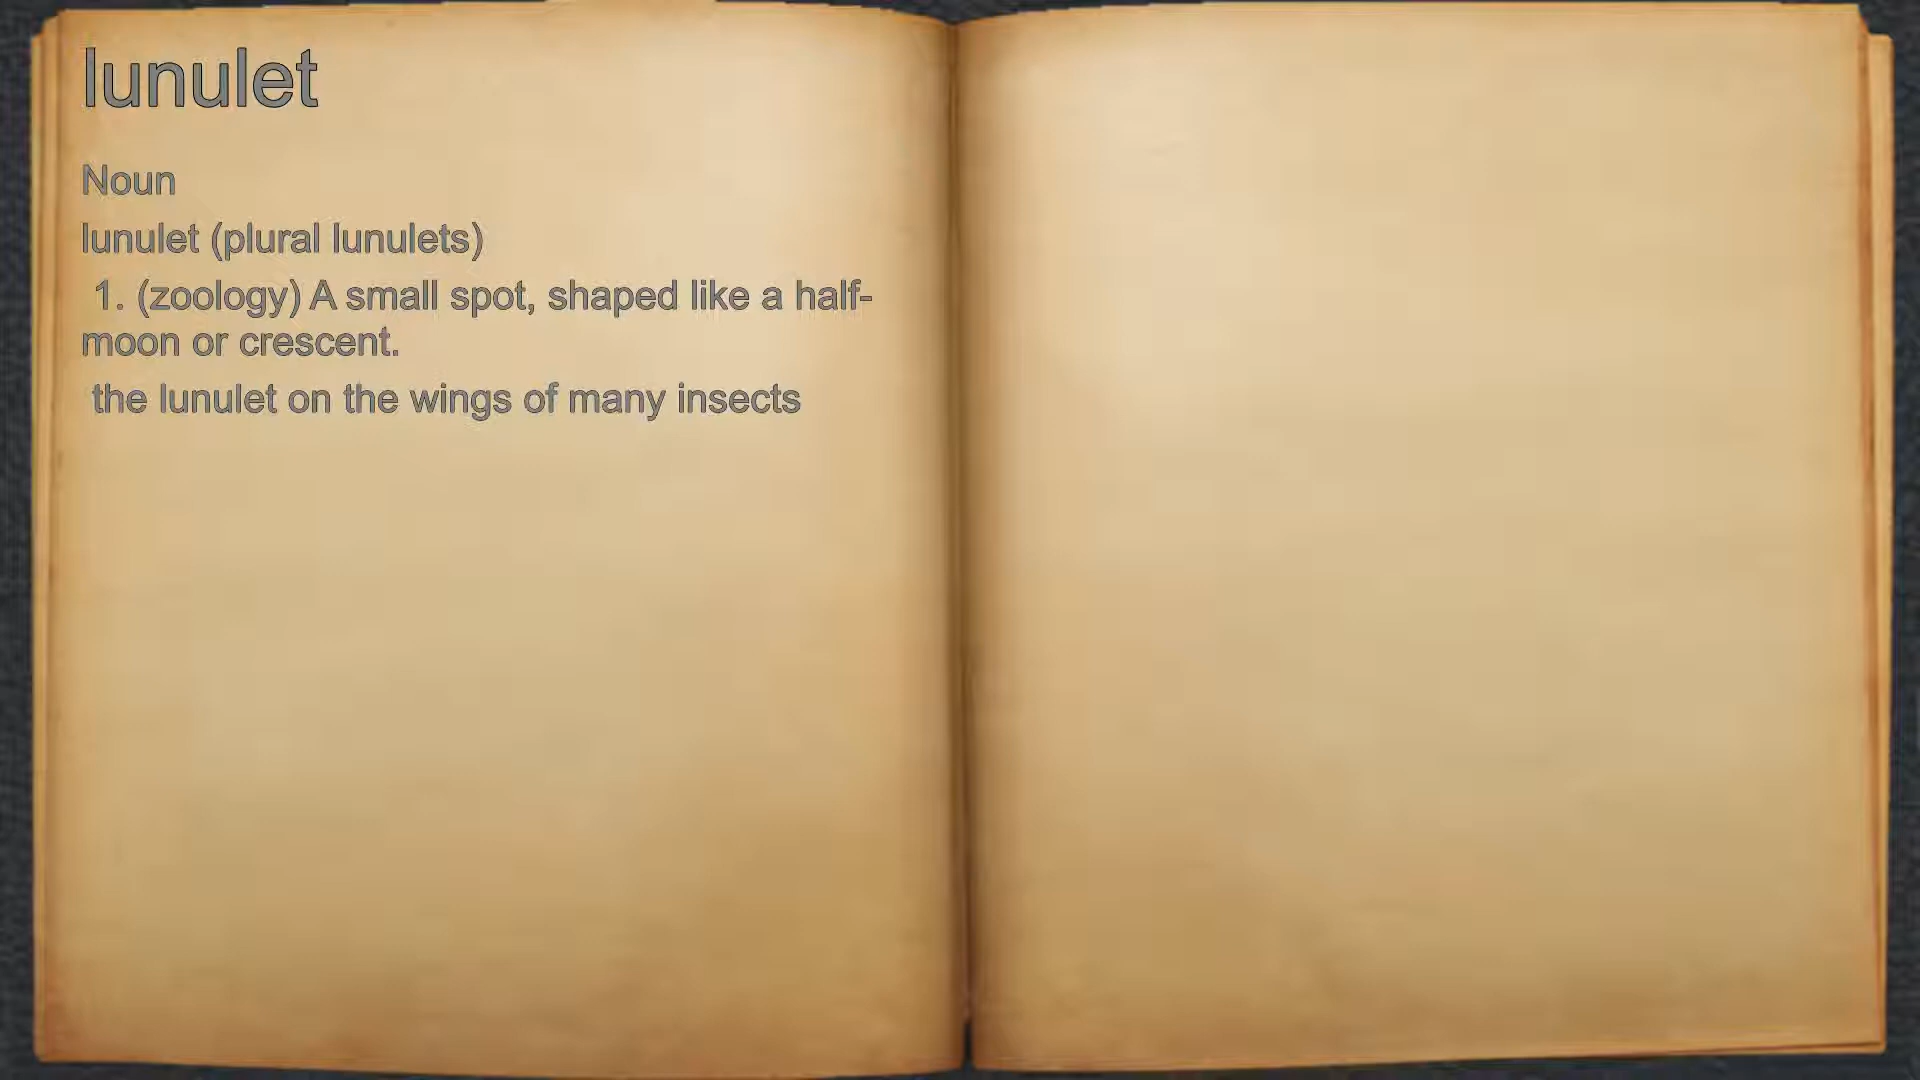 lunulet
Noun
lunulet (plural lunulets)
1. (zoology) A small spot, shaped like a half-
moon or crescent.
the lunulet on the wings of many insects